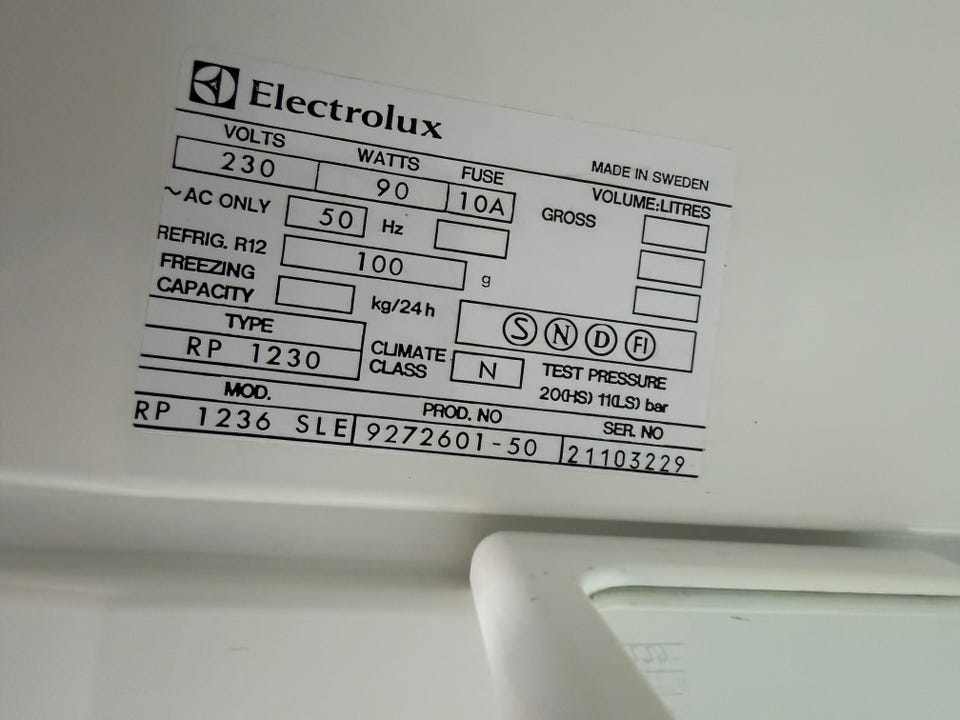 Electrolux
MADE IN SWEDEN
VOLTS WATTS FUSE VOLUME:LITRES
230 90 10A
~AC ONLY 50 Hz GROSS
REFRIG. R12 100 g
FREEZING
CAPACITY kg/24h
S N D FI
TYPE
RP 1230
CLIMATE
CLASS N
TEST PRESSURE
20(HS) 11(LS) bar
MOD. PROD. NO SER. NO
RP 1236 SLE 9272601-50 21103229